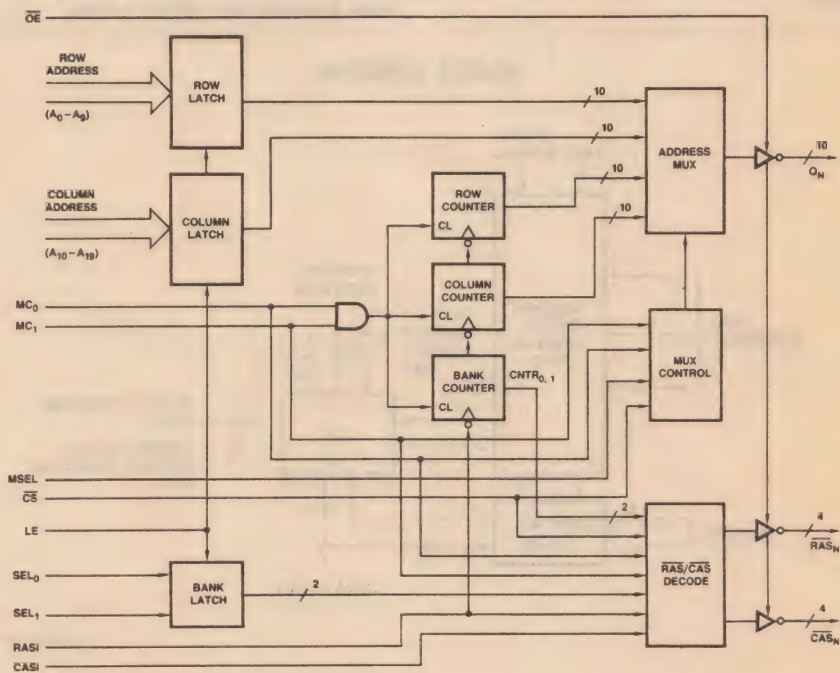 OE
ROW
ADDRESS
(A0–A9)
ROW
LATCH
10
10
10
10
ADDRESS
MUX
10
QN
COLUMN
ADDRESS
(A10–A19)
COLUMN
LATCH
ROW
COUNTER
CL
COLUMN
COUNTER
CL
BANK
COUNTER
CL
CNTR0, 1
MC0
MC1
MUX
CONTROL
MSEL
CS
LE
SEL0
SEL1
BANK
LATCH
2
2
RAS/CAS
DECODE
4
RASN
4
CASN
RASI
CASI